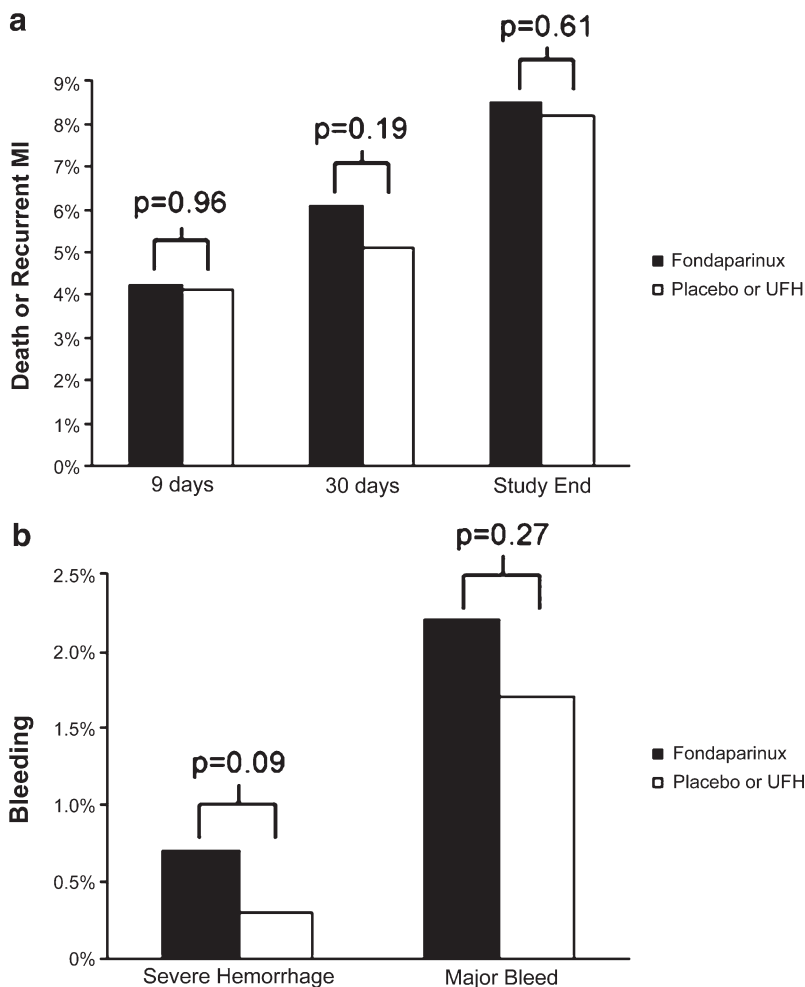 a
p=0.61
p=0.19
p=0.96
9%
8%
7%
6%
5%
4%
3%
2%
1%
0%
Death or Recurrent MI
9 days
30 days
Study End
Fondaparinux
Placebo or UFH
b
p=0.27
p=0.09
2.5%
2.0%
1.5%
1.0%
0.5%
0%
Bleeding
Severe Hemorrhage
Major Bleed
Fondaparinux
Placebo or UFH